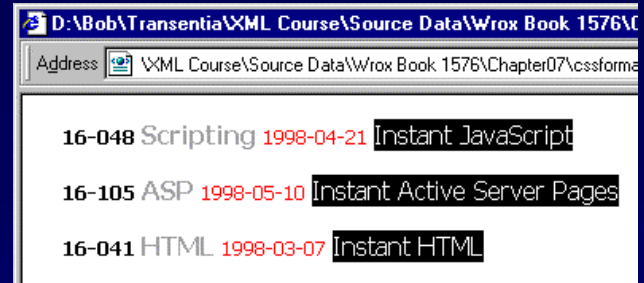 D:\Bob\Transentia\XML Course\Source Data\Wrox Book 1576\
Address \XML Course\Source Data\Wrox Book 1576\Chapter07\cssforma
16-048 Scripting 1998-04-21 Instant JavaScript
16-105 ASP 1998-05-10 Instant Active Server Pages
16-041 HTML 1998-03-07 Instant HTML